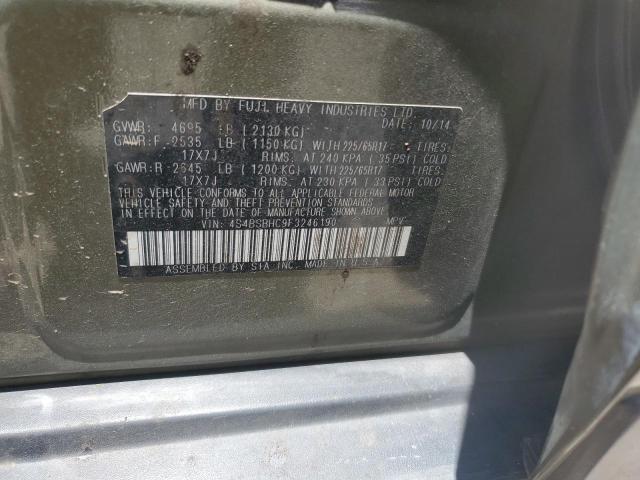 MFD BY FUJI HEAVY INDUSTRIES LTD.
DATE: 10/14
GVWR: 4695 LB ( 2130 KG)
GAWR:F - 2535 LB ( 1150 KG) WITH 225/65R17 TIRES,
17X7J RIMS. AT 240 KPA ( 35 PSI) COLD
GAWR:R - 2645 LB ( 1200 KG) WITH 225/65R17 TIRES,
17X7J RIMS. AT 230 KPA ( 33 PSI) COLD
THIS VEHICLE CONFORMS TO ALL APPLICABLE FEDERAL MOTOR
VEHICLE SAFETY AND THEFT PREVENTION STANDARDS
IN EFFECT ON THE DATE OF MANUFACTURE SHOWN ABOVE.
VIN: 4S4BSBHC9F3246190 MPV
ASSEMBLED BY SIA INC. MADE IN U.S.A.